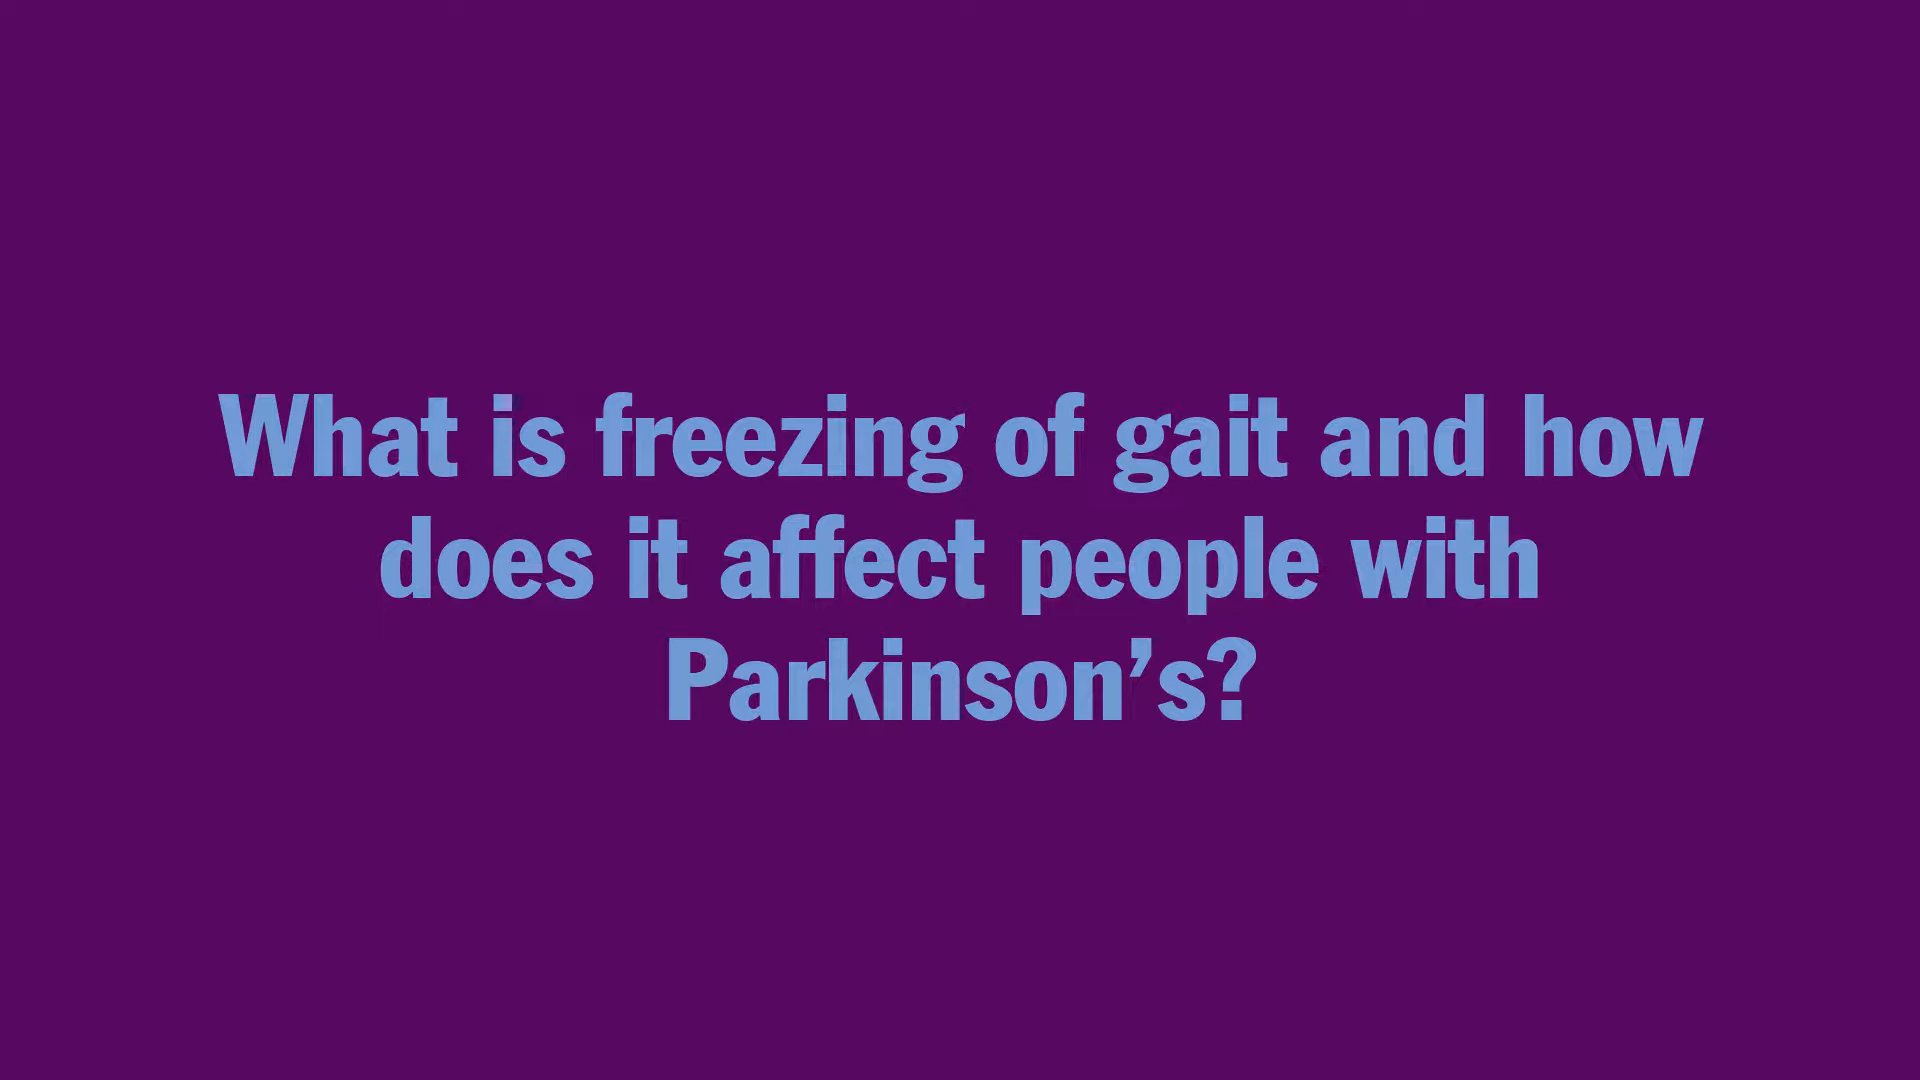 What is freezing of gait and how
does it affect people with
Parkinson’s?